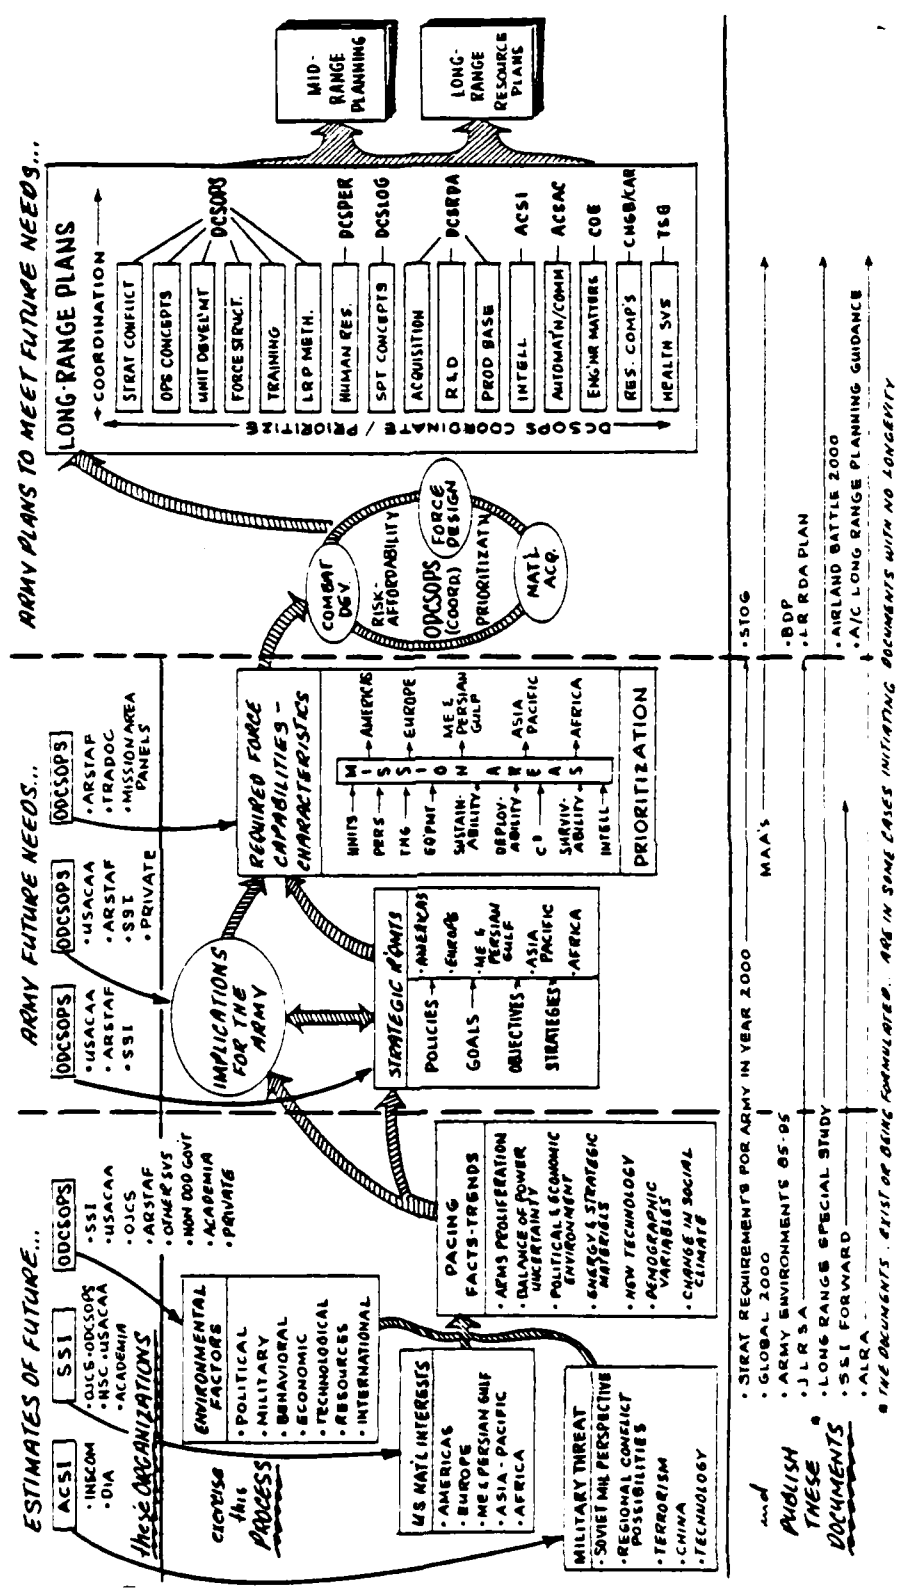 ESTIMATES OF FUTURE...
ARMY FUTURE NEEDS...
ARMY PLANS TO MEET FUTURE NEEDS...
ACSI
• INSCOM
• DIA
SSI
• OJCS • ODCSOPS
• NSC • USACAA
• ACADEMIA
ODCSOPS
• SSI
• USACAA
• OJCS
• ARSTAF
• OTHER SVS
• NON DOD GOV'T
• ACADEMIA
• PRIVATE
these ORGANIZATIONS
ODCSOPS
• USACAA
• ARSTAF
• SSI
ODCSOPS
• USACAA
• ARSTAF
• SSI
• PRIVATE
ODCSOPS
• ARSTAF
• TRADOC
• MISSION AREA
PANELS
exercise
this
PROCESS
ENVIRONMENTAL
FACTORS
• POLITICAL
• MILITARY
• BEHAVIORAL
• ECONOMIC
• TECHNOLOGICAL
• RESOURCES
• INTERNATIONAL
US NAT'L INTERESTS
• AMERICAS
• EUROPE
• ME & PERSIAN GULF
• ASIA-PACIFIC
• AFRICA
MILITARY THREAT
• SOVIET MIL PERSPECTIVE
• REGIONAL CONFLICT
POSSIBILITIES
• TERRORISM
• CHINA
• TECHNOLOGY
PACING
FACTS-TRENDS
• ARMS PROLIFERATION
• BALANCE OF POWER
UNCERTAINTY
• POLITICAL & ECONOMIC
ENVIRONMENT
• ENERGY & STRATEGIC
MATERIELS
• NEW TECHNOLOGY
• DEMOGRAPHIC
VARIABLES
• CHANGE IN SOCIAL
CLIMATE
IMPLICATIONS
FOR THE
ARMY
STRATEGIC R'QMTS
POLICIES
GOALS
OBJECTIVES
STRATEGIES
• AMERICAS
• EUROPE
• ME &
PERSIAN
GULF
• ASIA
PACIFIC
• AFRICA
REQUIRED FORCE
CAPABILITIES -
CHARACTERISTICS
UNITS
PERS
TNG
EQ'PMT
SUSTAIN-
ABILITY
DEPLOY-
ABILITY
C³
SURVIV-
ABILITY
INTELL
MISSION AREAS
AMERICAS
EUROPE
ME &
PERSIAN
GULF
ASIA
PACIFIC
AFRICA
PRIORITIZATION
COMBAT
DEV.
RISK-
AFFORDABILITY
ODCSOPS
(COORD.)
PRIORITIZAT'N
FORCE
DESIGN
MAT'L
ACQ.
LONG-RANGE PLANS
COORDINATION
DCSOPS COORDINATE / PRIORITIZE
STRAT CONFLICT
OPS CONCEPTS
UNIT DEVEL'MT
FORCE STRUCT.
TRAINING
LRP METH.
DCSOPS
HUMAN RES. DCSPER
SPT CONCEPTS DCSLOG
ACQUISITION
R&D
PROD BASE
DCSRDA
INTELL ACSI
AUTOMAT'N/COMM ACSAC
ENG'NR MATTERS COE
RES. COMP'S CNGB/CAR
HEALTH SVS TSG
MID-
RANGE
PLANNING
LONG-
RANGE
RESOURCE
PLANS
and
PUBLISH
THESE *
DOCUMENTS
• STRAT REQUIREMENTS FOR ARMY IN YEAR 2000
• STOG
• GLOBAL 2000
MAA's
• ARMY ENVIRONMENTS 85-95
• BDP
• J L R S A
• LR RDA PLAN
• LONG RANGE SPECIAL STUDY
• AIRLAND BATTLE 2000
• SSI FORWARD
• A/C LONG RANGE PLANNING GUIDANCE
• ALRA
* THE DOCUMENTS EXIST OR BEING FORMULATED. ARE IN SOME CASES INITIATING DOCUMENTS WITH NO LONGEVITY